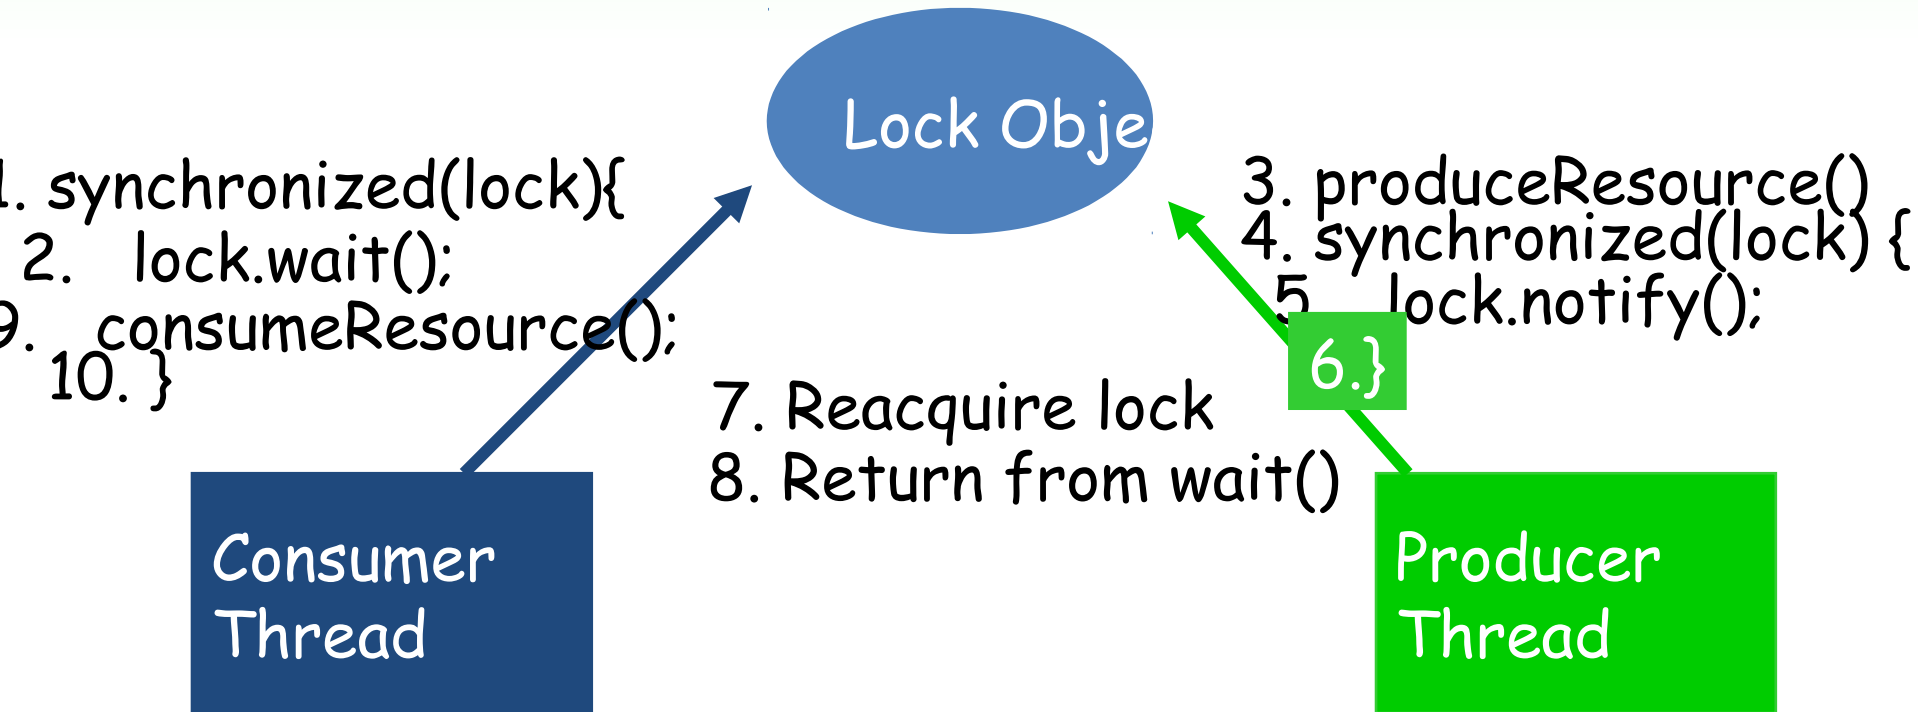 Lock Obje
1. synchronized(lock){
2. lock.wait();
9. consumeResource();
10. }
3. produceResource()
4. synchronized(lock) {
5. lock.notify();
6.}
7. Reacquire lock
8. Return from wait()
Consumer
Thread
Producer
Thread